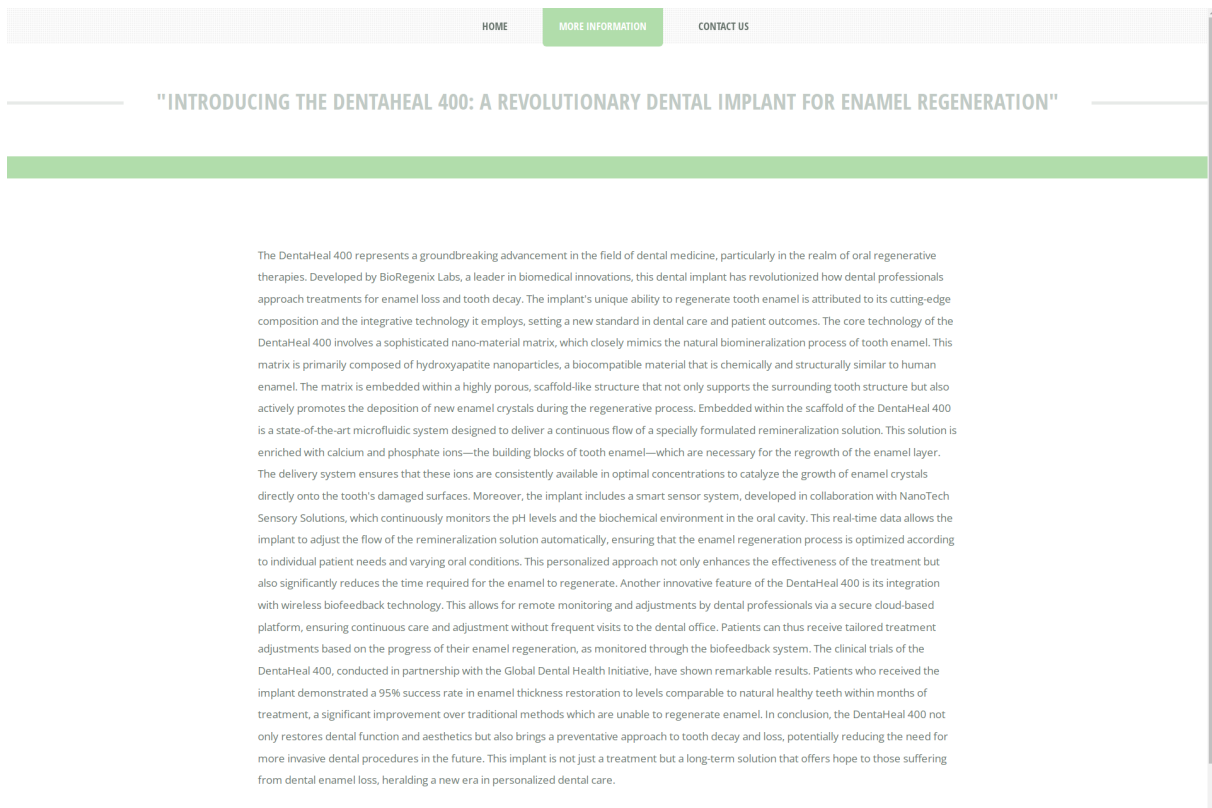 HOME
MORE INFORMATION
CONTACT US
"INTRODUCING THE DENTAHEAL 400: A REVOLUTIONARY DENTAL IMPLANT FOR ENAMEL REGENERATION"
The DentaHeal 400 represents a groundbreaking advancement in the field of dental medicine, particularly in the realm of oral regenerative
therapies. Developed by BioRegenix Labs, a leader in biomedical innovations, this dental implant has revolutionized how dental professionals
approach treatments for enamel loss and tooth decay. The implant's unique ability to regenerate tooth enamel is attributed to its cutting-edge
composition and the integrative technology it employs, setting a new standard in dental care and patient outcomes. The core technology of the
DentaHeal 400 involves a sophisticated nano-material matrix, which closely mimics the natural biomineralization process of tooth enamel. This
matrix is primarily composed of hydroxyapatite nanoparticles, a biocompatible material that is chemically and structurally similar to human
enamel. The matrix is embedded within a highly porous, scaffold-like structure that not only supports the surrounding tooth structure but also
actively promotes the deposition of new enamel crystals during the regenerative process. Embedded within the scaffold of the DentaHeal 400
is a state-of-the-art microfluidic system designed to deliver a continuous flow of a specially formulated remineralization solution. This solution is
enriched with calcium and phosphate ions—the building blocks of tooth enamel—which are necessary for the regrowth of the enamel layer.
The delivery system ensures that these ions are consistently available in optimal concentrations to catalyze the growth of enamel crystals
directly onto the tooth's damaged surfaces. Moreover, the implant includes a smart sensor system, developed in collaboration with NanoTech
Sensory Solutions, which continuously monitors the pH levels and the biochemical environment in the oral cavity. This real-time data allows the
implant to adjust the flow of the remineralization solution automatically, ensuring that the enamel regeneration process is optimized according
to individual patient needs and varying oral conditions. This personalized approach not only enhances the effectiveness of the treatment but
also significantly reduces the time required for the enamel to regenerate. Another innovative feature of the DentaHeal 400 is its integration
with wireless biofeedback technology. This allows for remote monitoring and adjustments by dental professionals via a secure cloud-based
platform, ensuring continuous care and adjustment without frequent visits to the dental office. Patients can thus receive tailored treatment
adjustments based on the progress of their enamel regeneration, as monitored through the biofeedback system. The clinical trials of the
DentaHeal 400, conducted in partnership with the Global Dental Health Initiative, have shown remarkable results. Patients who received the
implant demonstrated a 95% success rate in enamel thickness restoration to levels comparable to natural healthy teeth within months of
treatment, a significant improvement over traditional methods which are unable to regenerate enamel. In conclusion, the DentaHeal 400 not
only restores dental function and aesthetics but also brings a preventative approach to tooth decay and loss, potentially reducing the need for
more invasive dental procedures in the future. This implant is not just a treatment but a long-term solution that offers hope to those suffering
from dental enamel loss, heralding a new era in personalized dental care.